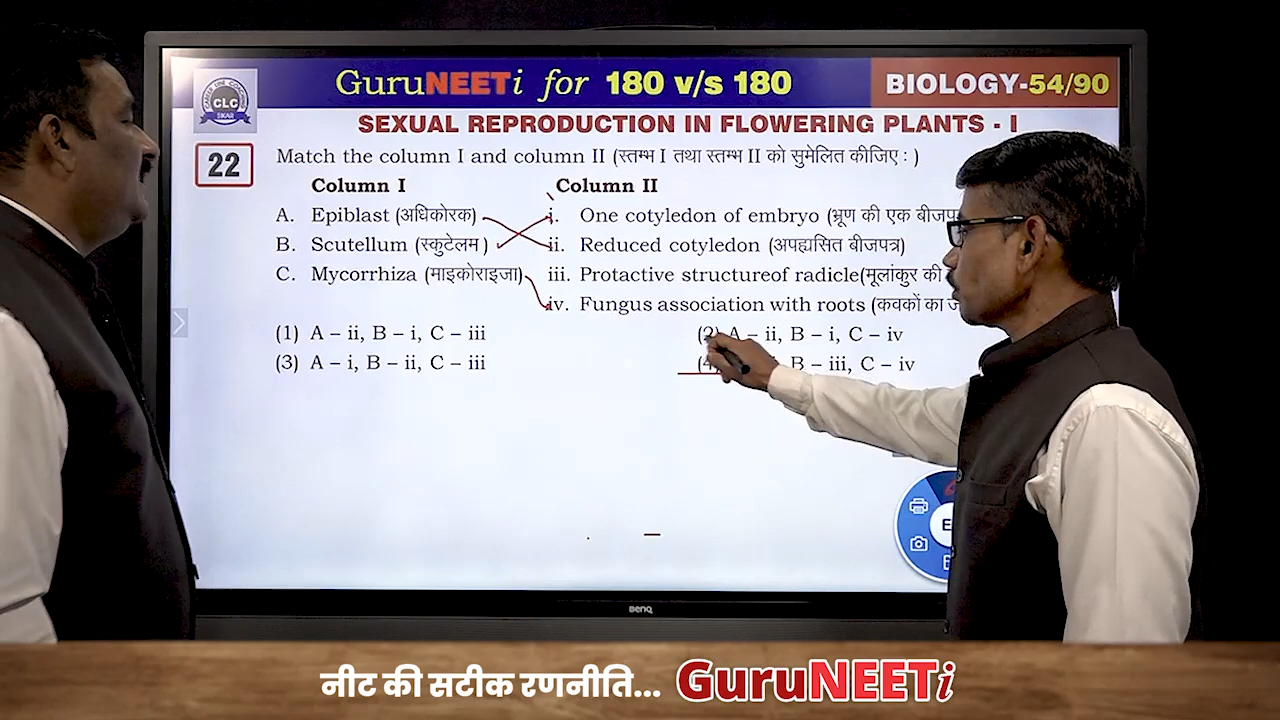 GuruNEETi for 180 v/s 180 BIOLOGY-54/90
CLC
SIKAR
SEXUAL REPRODUCTION IN FLOWERING PLANTS - I
22 Match the column I and column II (स्तम्भ I तथा स्तम्भ II को सुमेलित कीजिए : )
Column I Column II
A. Epiblast (अधिकोरक) i. One cotyledon of embryo (भ्रूण की एक
B. Scutellum (स्कुटेलम ) ii. Reduced cotyledon (अपह्यसित बीजपत्र)
C. Mycorrhiza (माइकोराइजा) iii. Protactive structureof radicle(मूलांकुर की
iv. Fungus association with roots (कवकों का
(1) A – ii, B – i, C – iii (2) A – ii, B – i, C – iv
(3) A – i, B – ii, C – iii (4) B – iii, C – iv
BenQ
नीट की सटीक रणनीति... GuruNEETi